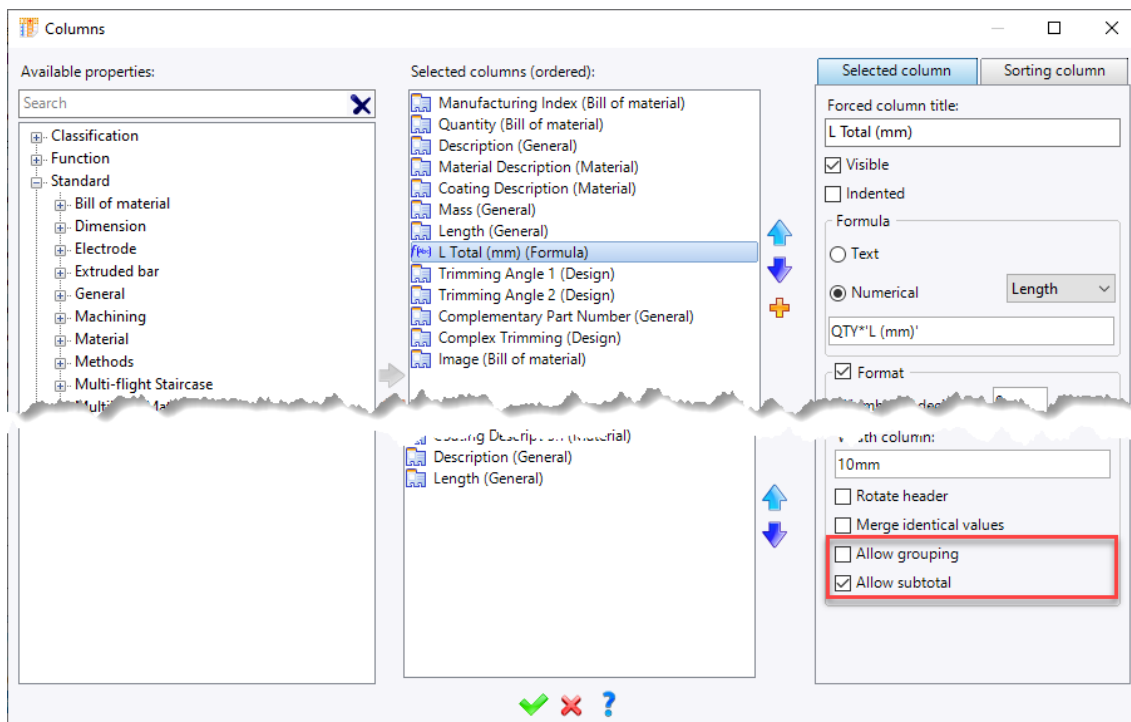 Columns
Available properties:
Search
Classification
Function
Standard
Bill of material
Dimension
Electrode
Extruded bar
General
Machining
Material
Methods
Multi-flight Staircase
Selected columns (ordered):
Manufacturing Index (Bill of material)
Quantity (Bill of material)
Description (General)
Material Description (Material)
Coating Description (Material)
Mass (General)
Length (General)
L Total (mm) (Formula)
Trimming Angle 1 (Design)
Trimming Angle 2 (Design)
Complementary Part Number (General)
Complex Trimming (Design)
Image (Bill of material)
Description (General)
Length (General)
Selected column
Sorting column
Forced column title:
L Total (mm)
Visible
Indented
Formula
Text
Numerical
Length
QTY*'L (mm)'
Format
column:
10mm
Rotate header
Merge identical values
Allow grouping
Allow subtotal